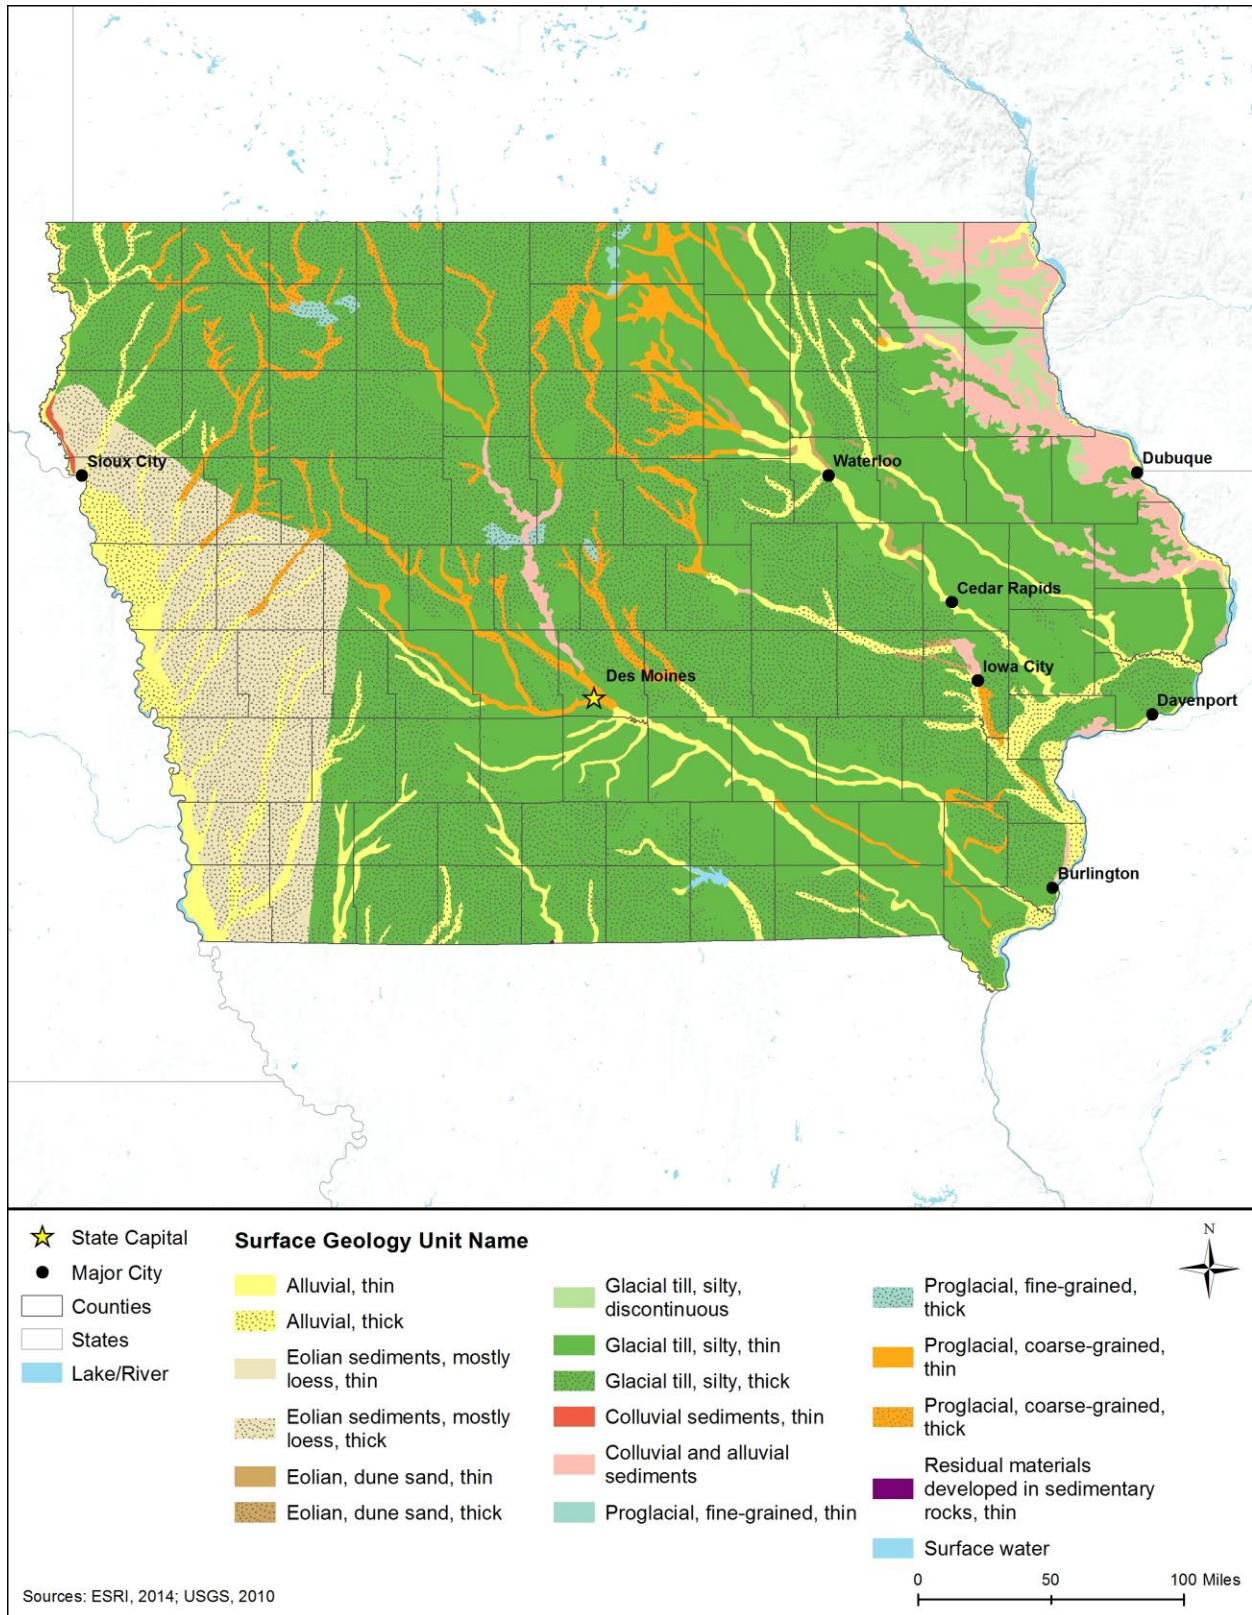 Sioux City
Waterloo
Dubuque
Cedar Rapids
Iowa City
Des Moines
Davenport
Burlington
State Capital
Major City
Counties
States
Lake/River
Surface Geology Unit Name
Alluvial, thin
Alluvial, thick
Eolian sediments, mostly
loess, thin
Eolian sediments, mostly
loess, thick
Eolian, dune sand, thin
Eolian, dune sand, thick
Glacial till, silty,
discontinuous
Glacial till, silty, thin
Glacial till, silty, thick
Colluvial sediments, thin
Colluvial and alluvial
sediments
Proglacial, fine-grained, thin
Proglacial, fine-grained,
thick
Proglacial, coarse-grained,
thin
Proglacial, coarse-grained,
thick
Residual materials
developed in sedimentary
rocks, thin
Surface water
N
0 50 100 Miles
Sources: ESRI, 2014; USGS, 2010